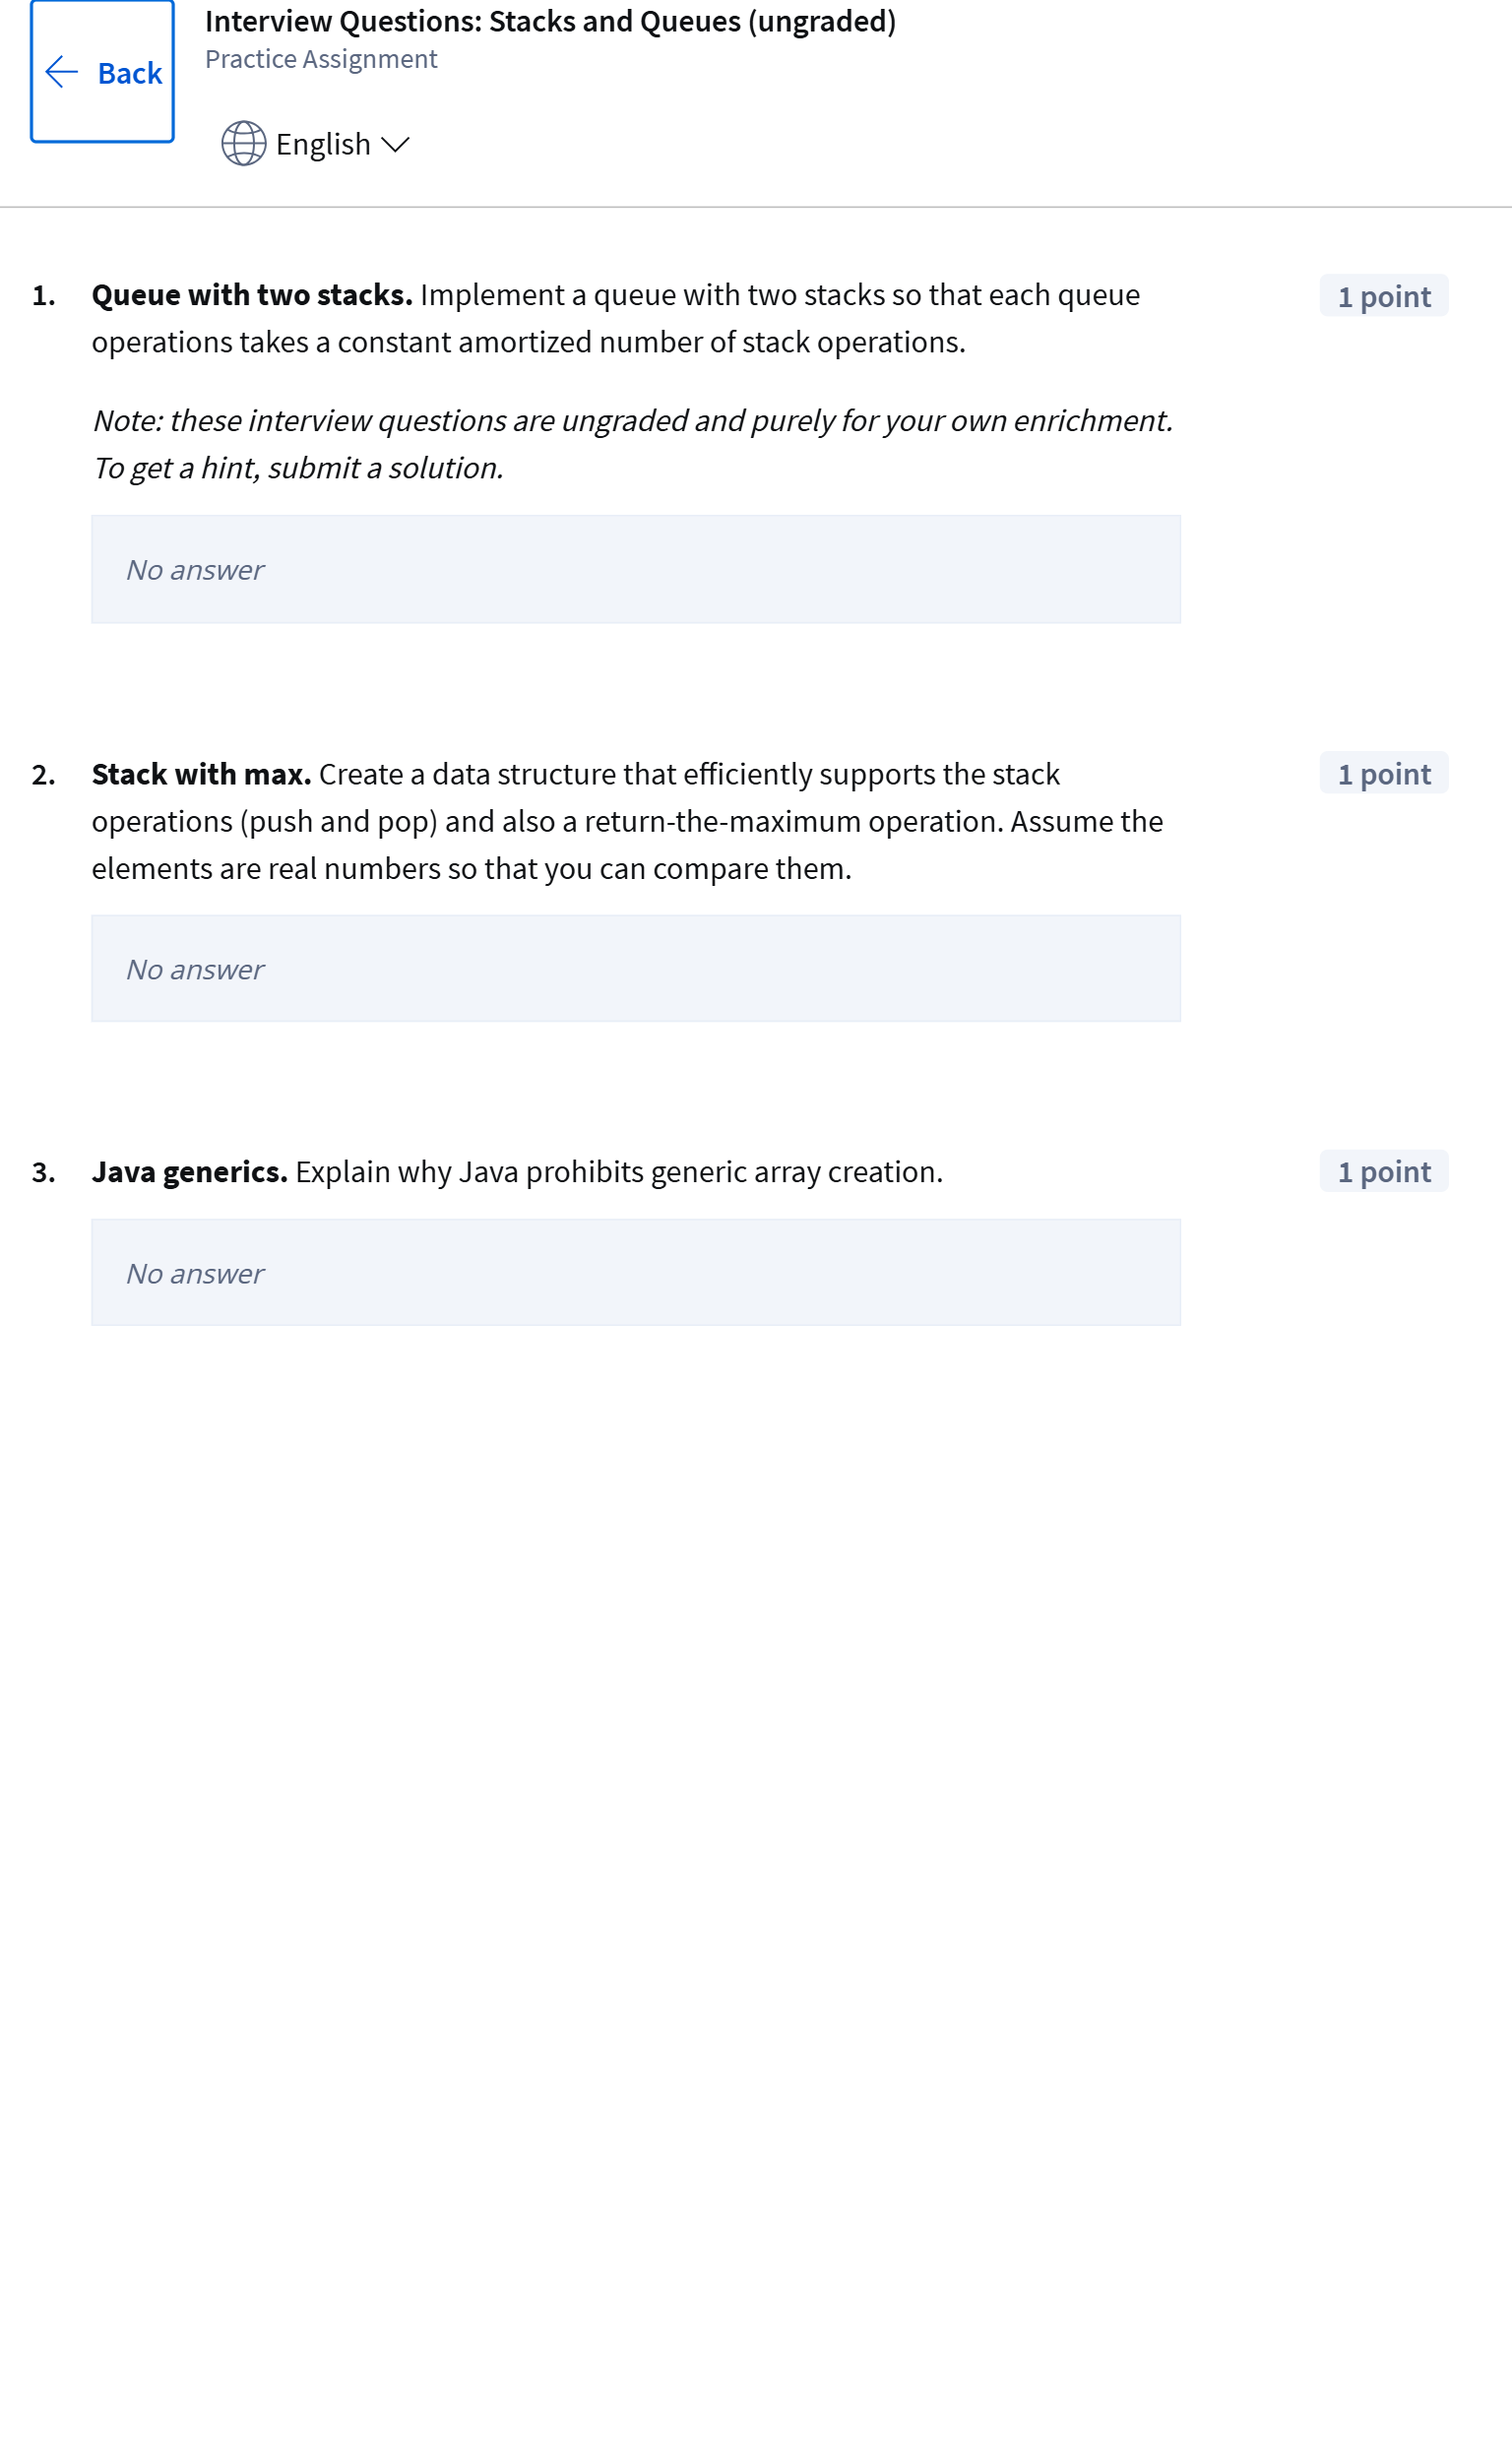 Interview Questions: Stacks and Queues (ungraded)
Back
Practice Assignment
English
1. Queue with two stacks. Implement a queue with two stacks so that each queue 1 point
operations takes a constant amortized number of stack operations.
Note: these interview questions are ungraded and purely for your own enrichment.
To get a hint, submit a solution.
No answer
2. Stack with max. Create a data structure that efficiently supports the stack 1 point
operations (push and pop) and also a return-the-maximum operation. Assume the
elements are real numbers so that you can compare them.
No answer
3. Java generics. Explain why Java prohibits generic array creation. 1 point
No answer